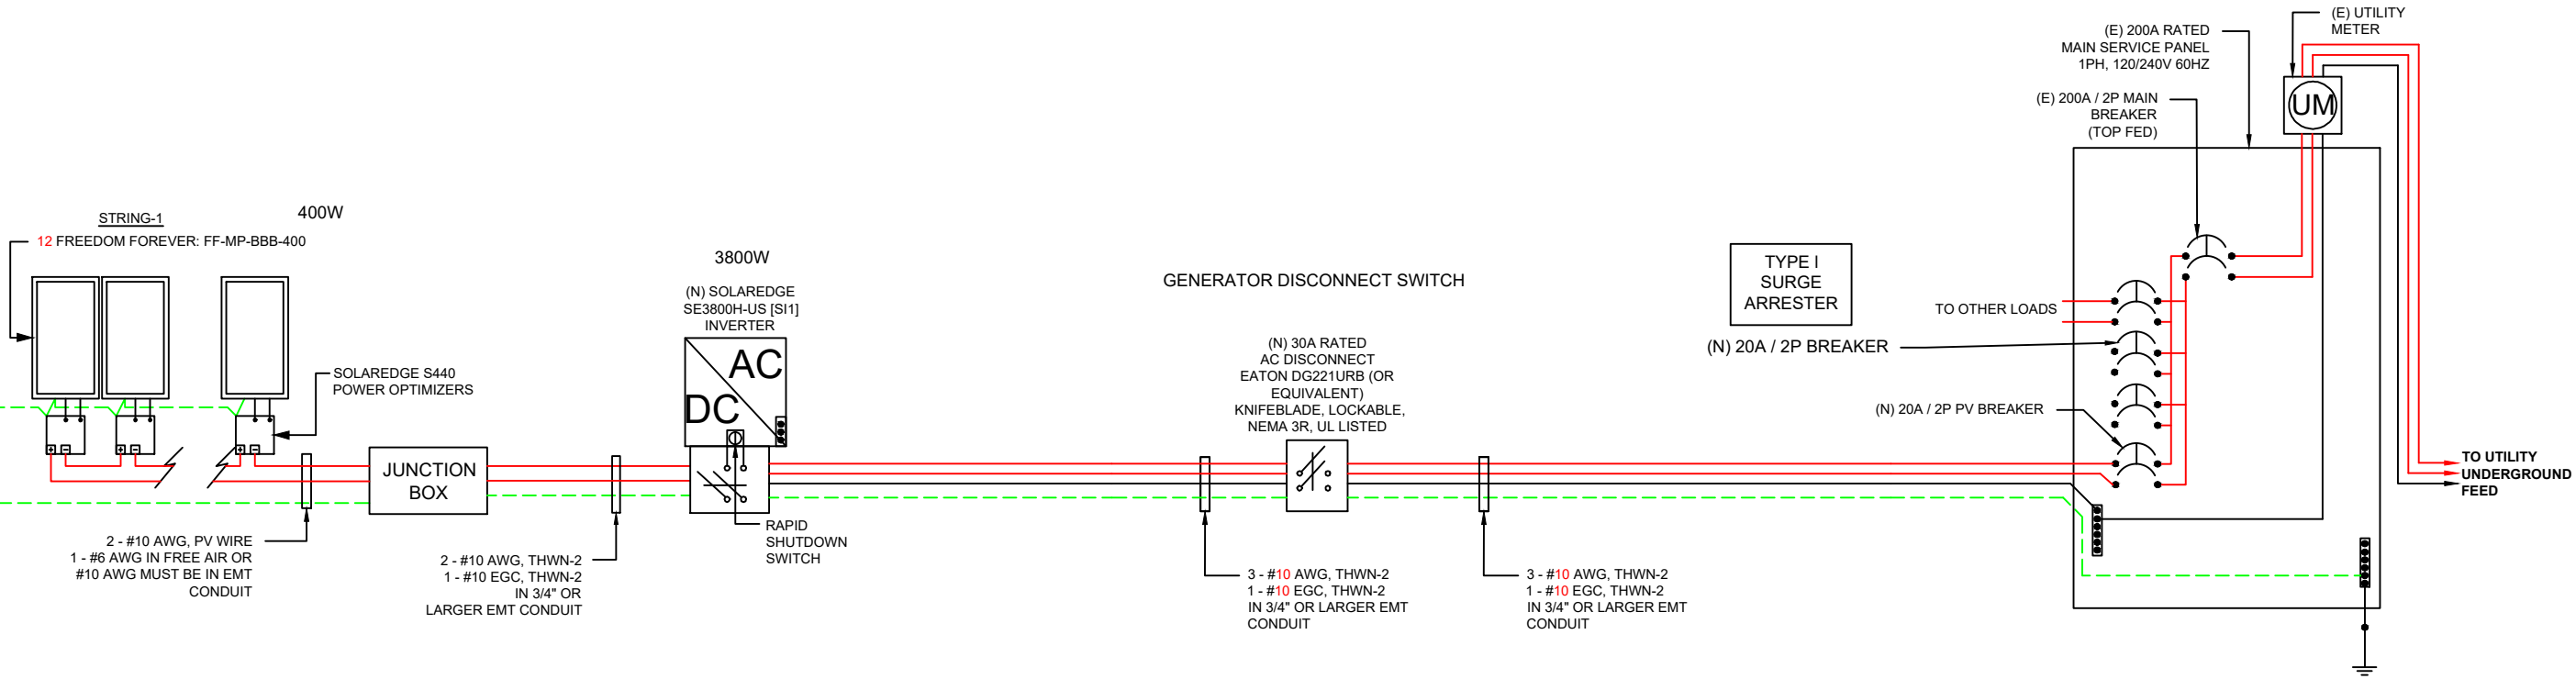 STRING-1
400W
12 FREEDOM FOREVER: FF-MP-BBB-400
SOLAREDGE S440
POWER OPTIMIZERS
JUNCTION
BOX
2 - #10 AWG, PV WIRE
1 - #6 AWG IN FREE AIR OR
#10 AWG MUST BE IN EMT
CONDUIT
2 - #10 AWG, THWN-2
1 - #10 EGC, THWN-2
IN 3/4" OR
LARGER EMT CONDUIT
3800W
(N) SOLAREDGE
SE3800H-US [SI1]
INVERTER
AC
DC
RAPID
SHUTDOWN
SWITCH
GENERATOR DISCONNECT SWITCH
(N) 30A RATED
AC DISCONNECT
EATON DG221URB (OR
EQUIVALENT)
KNIFEBLADE, LOCKABLE,
NEMA 3R, UL LISTED
3 - #10 AWG, THWN-2
1 - #10 EGC, THWN-2
IN 3/4" OR LARGER EMT
CONDUIT
3 - #10 AWG, THWN-2
1 - #10 EGC, THWN-2
IN 3/4" OR LARGER EMT
CONDUIT
TYPE I
SURGE
ARRESTER
(N) 20A / 2P BREAKER
(E) UTILITY
METER
(E) 200A RATED
MAIN SERVICE PANEL
1PH, 120/240V 60HZ
(E) 200A / 2P MAIN
BREAKER
(TOP FED)
UM
TO OTHER LOADS
(N) 20A / 2P PV BREAKER
TO UTILITY
UNDERGROUND
FEED